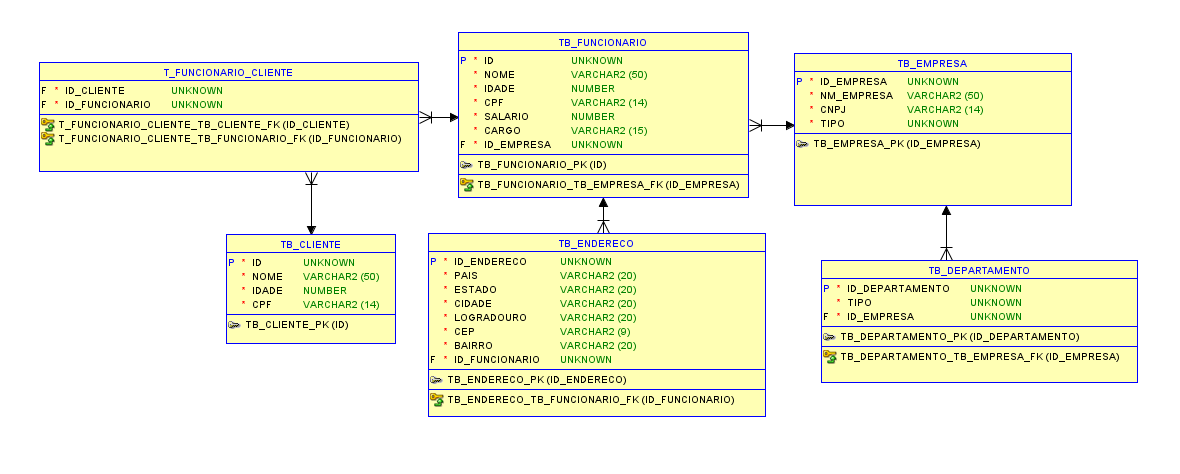 T_FUNCIONARIO_CLIENTE
F * ID_CLIENTE UNKNOWN
F * ID_FUNCIONARIO UNKNOWN
T_FUNCIONARIO_CLIENTE_TB_CLIENTE_FK (ID_CLIENTE)
T_FUNCIONARIO_CLIENTE_TB_FUNCIONARIO_FK (ID_FUNCIONARIO)
TB_FUNCIONARIO
P * ID UNKNOWN
* NOME VARCHAR2 (50)
* IDADE NUMBER
* CPF VARCHAR2 (14)
* SALARIO NUMBER
* CARGO VARCHAR2 (15)
F * ID_EMPRESA UNKNOWN
TB_FUNCIONARIO_PK (ID)
TB_FUNCIONARIO_TB_EMPRESA_FK (ID_EMPRESA)
TB_EMPRESA
P * ID_EMPRESA UNKNOWN
* NM_EMPRESA VARCHAR2 (50)
* CNPJ VARCHAR2 (14)
* TIPO UNKNOWN
TB_EMPRESA_PK (ID_EMPRESA)
TB_CLIENTE
P * ID UNKNOWN
* NOME VARCHAR2 (50)
* IDADE NUMBER
* CPF VARCHAR2 (14)
TB_CLIENTE_PK (ID)
TB_ENDERECO
P * ID_ENDERECO UNKNOWN
* PAIS VARCHAR2 (20)
* ESTADO VARCHAR2 (20)
* CIDADE VARCHAR2 (20)
* LOGRADOURO VARCHAR2 (20)
* CEP VARCHAR2 (9)
* BAIRRO VARCHAR2 (20)
F * ID_FUNCIONARIO UNKNOWN
TB_ENDERECO_PK (ID_ENDERECO)
TB_ENDERECO_TB_FUNCIONARIO_FK (ID_FUNCIONARIO)
TB_DEPARTAMENTO
P * ID_DEPARTAMENTO UNKNOWN
* TIPO UNKNOWN
F * ID_EMPRESA UNKNOWN
TB_DEPARTAMENTO_PK (ID_DEPARTAMENTO)
TB_DEPARTAMENTO_TB_EMPRESA_FK (ID_EMPRESA)